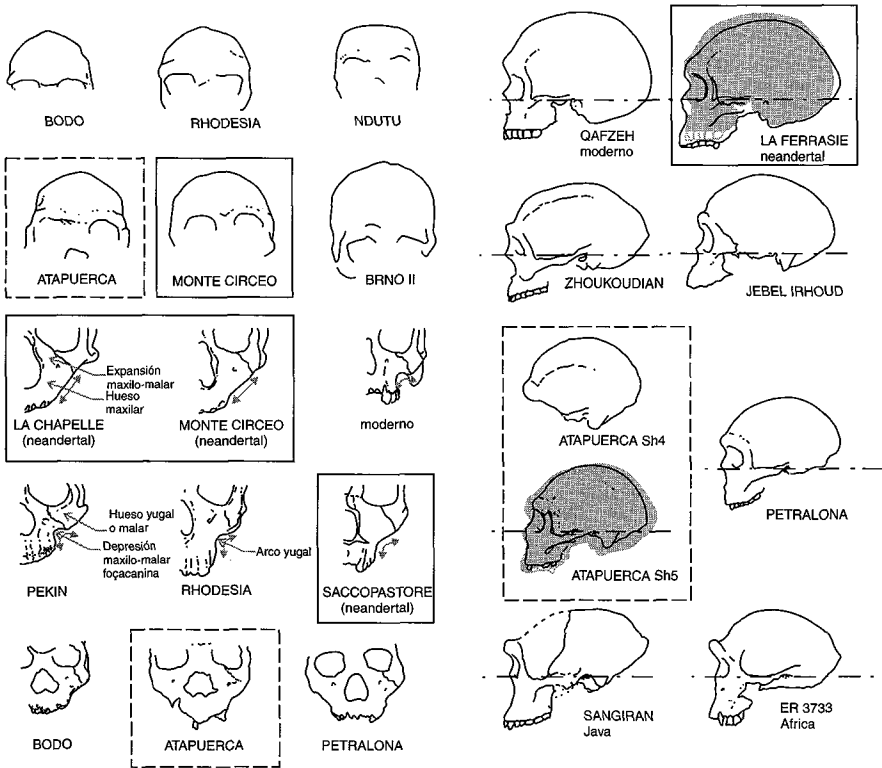 BODO
RHODESIA
NDUTU
ATAPUERCA
MONTE CIRCEO
BRNO II
Expansión
maxilo-malar
Hueso
maxilar
LA CHAPELLE
(neandertal)
MONTE CIRCEO
(neandertal)
moderno
Hueso yugal
o malar
Depresión
maxilo-malar
foçacanina
PEKIN
RHODESIA
Arco yugal
SACCOPASTORE
(neandertal)
BODO
ATAPUERCA
PETRALONA
QAFZEH
moderno
LA FERRASIE
neandertal
ZHOUKOUDIAN
JEBEL IRHOUD
ATAPUERCA Sh4
ATAPUERCA Sh5
PETRALONA
SANGIRAN
Java
ER 3733
Africa